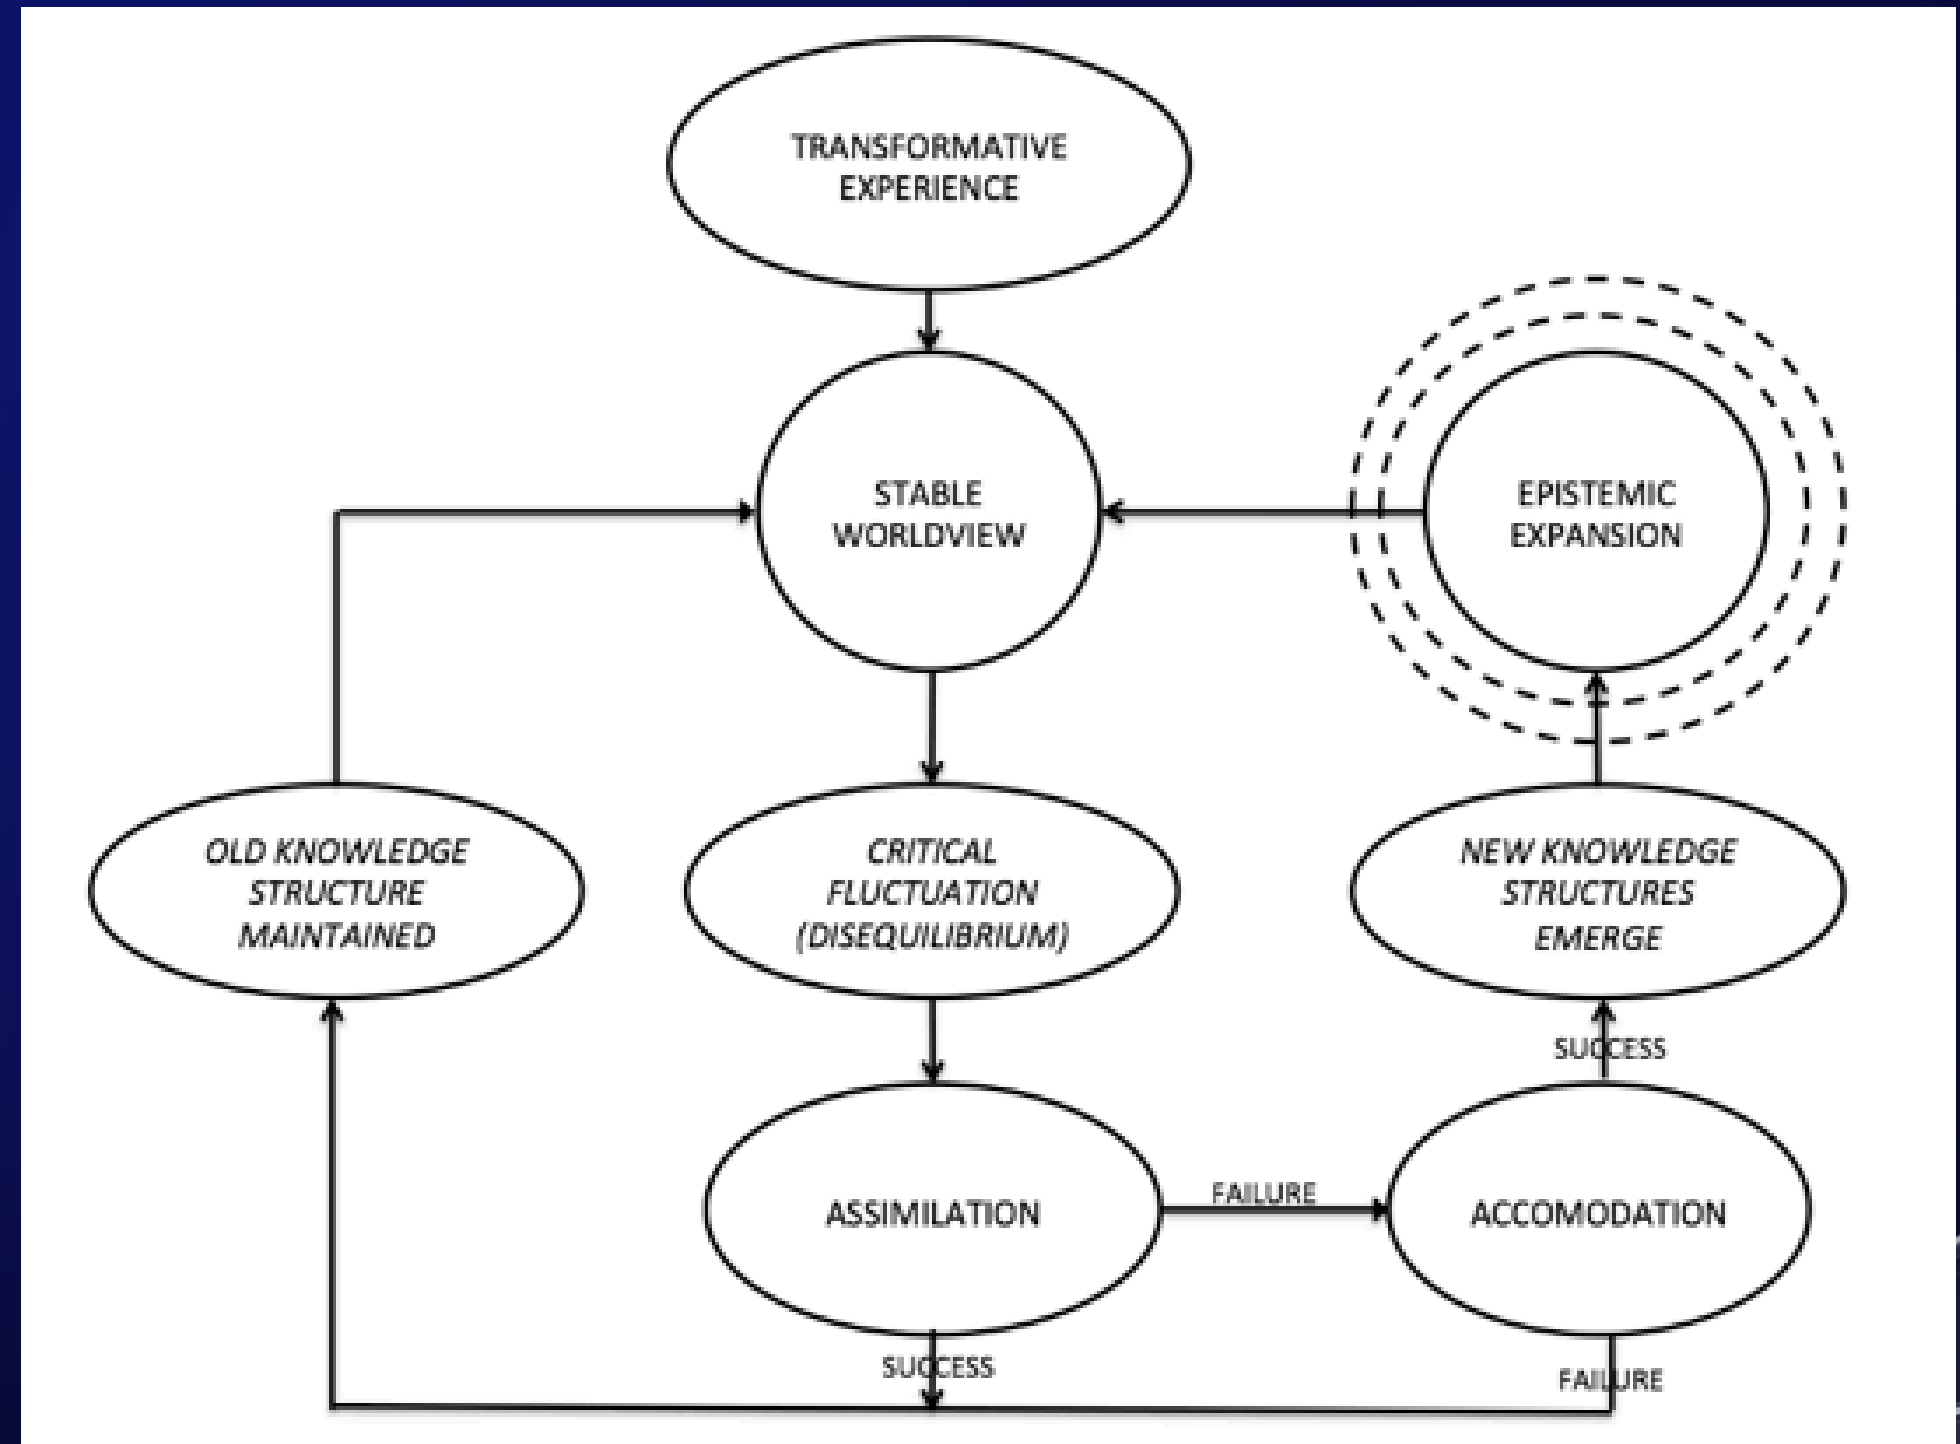 TRANSFORMATIVE
EXPERIENCE
STABLE
WORLDVIEW
EPISTEMIC
EXPANSION
OLD KNOWLEDGE
STRUCTURE
MAINTAINED
CRITICAL
FLUCTUATION
(DISEQUILIBRIUM)
NEW KNOWLEDGE
STRUCTURES
EMERGE
SUCCESS
ASSIMILATION
FAILURE
ACCOMODATION
SUCCESS
FAILURE